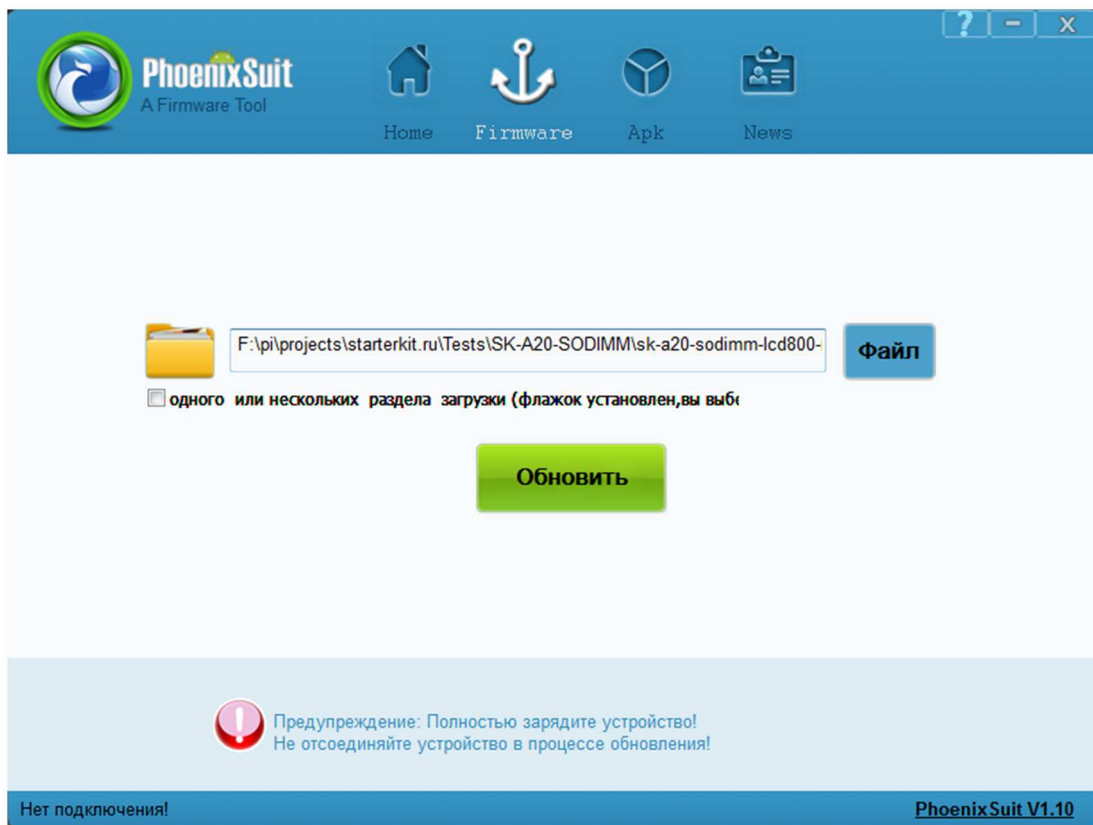 ? – X
PhoenixSuit
A Firmware Tool
Home Firmware Apk News
F:\pi\projects\starterkit.ru\Tests\SK-A20-SODIMM\sk-a20-sodimm-lcd800-
Файл
одного или нескольких раздела загрузки (флажок установлен,вы
Обновить
Предупреждение: Полностью зарядите устройство!
Не отсоединяйте устройство в процессе обновления!
Нет подключения!
PhoenixSuit V1.10